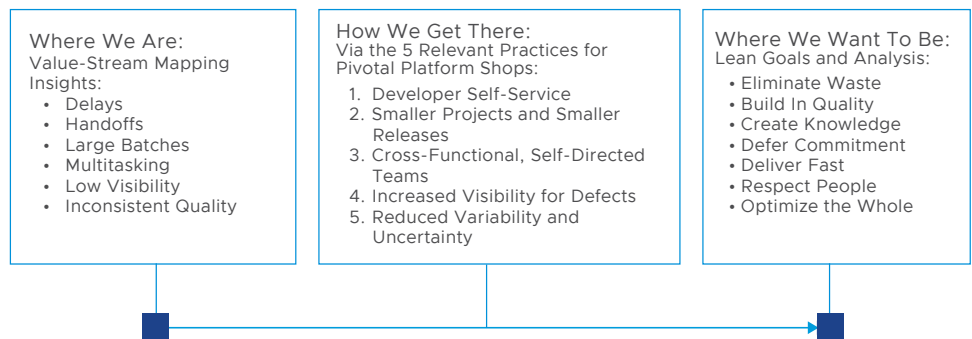 Where We Are:
Value-Stream Mapping
Insights:
• Delays
• Handoffs
• Large Batches
• Multitasking
• Low Visibility
• Inconsistent Quality
How We Get There:
Via the 5 Relevant Practices for
Pivotal Platform Shops:
1. Developer Self-Service
2. Smaller Projects and Smaller
Releases
3. Cross-Functional, Self-Directed
Teams
4. Increased Visibility for Defects
5. Reduced Variability and
Uncertainty
Where We Want To Be:
Lean Goals and Analysis:
• Eliminate Waste
• Build In Quality
• Create Knowledge
• Defer Commitment
• Deliver Fast
• Respect People
• Optimize the Whole